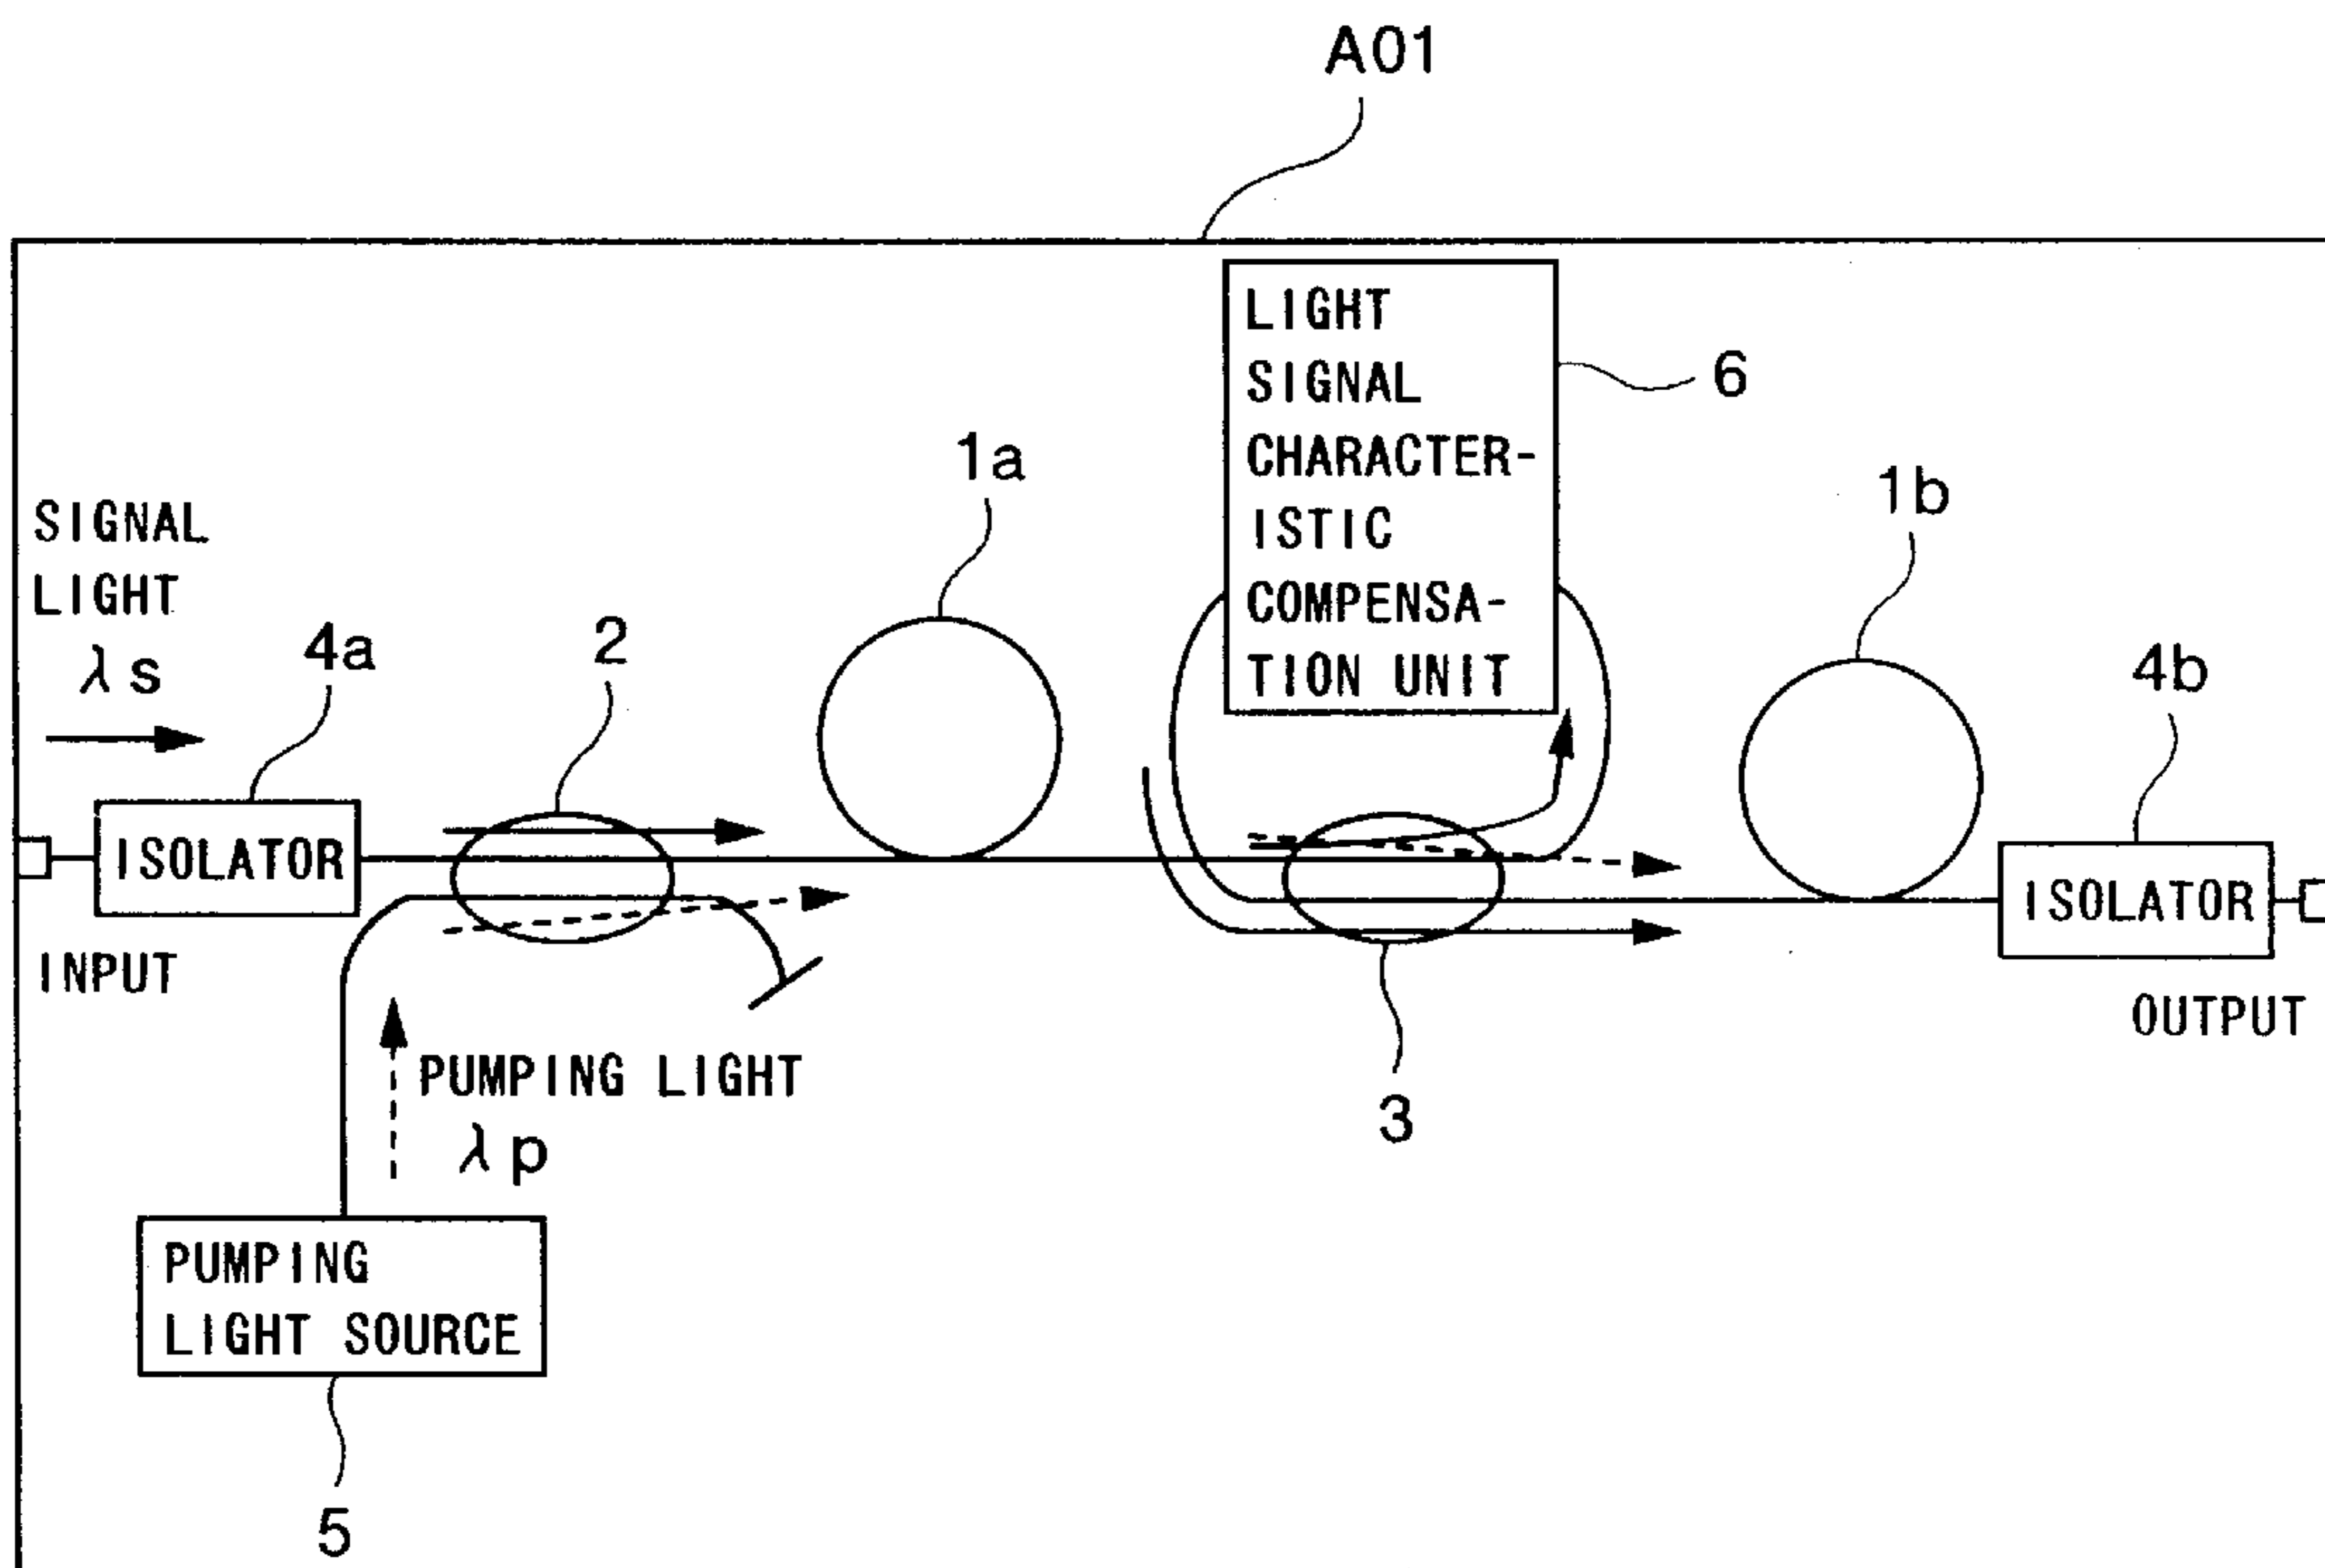 A01
LIGHT
SIGNAL
CHARACTER-
ISTIC
COMPENSA-
TION UNIT
6
1a
1b
SIGNAL
LIGHT
λs
4a
2
4b
ISOLATOR
ISOLATOR
INPUT
OUTPUT
PUMPING LIGHT
λp
3
PUMPING
LIGHT SOURCE
5